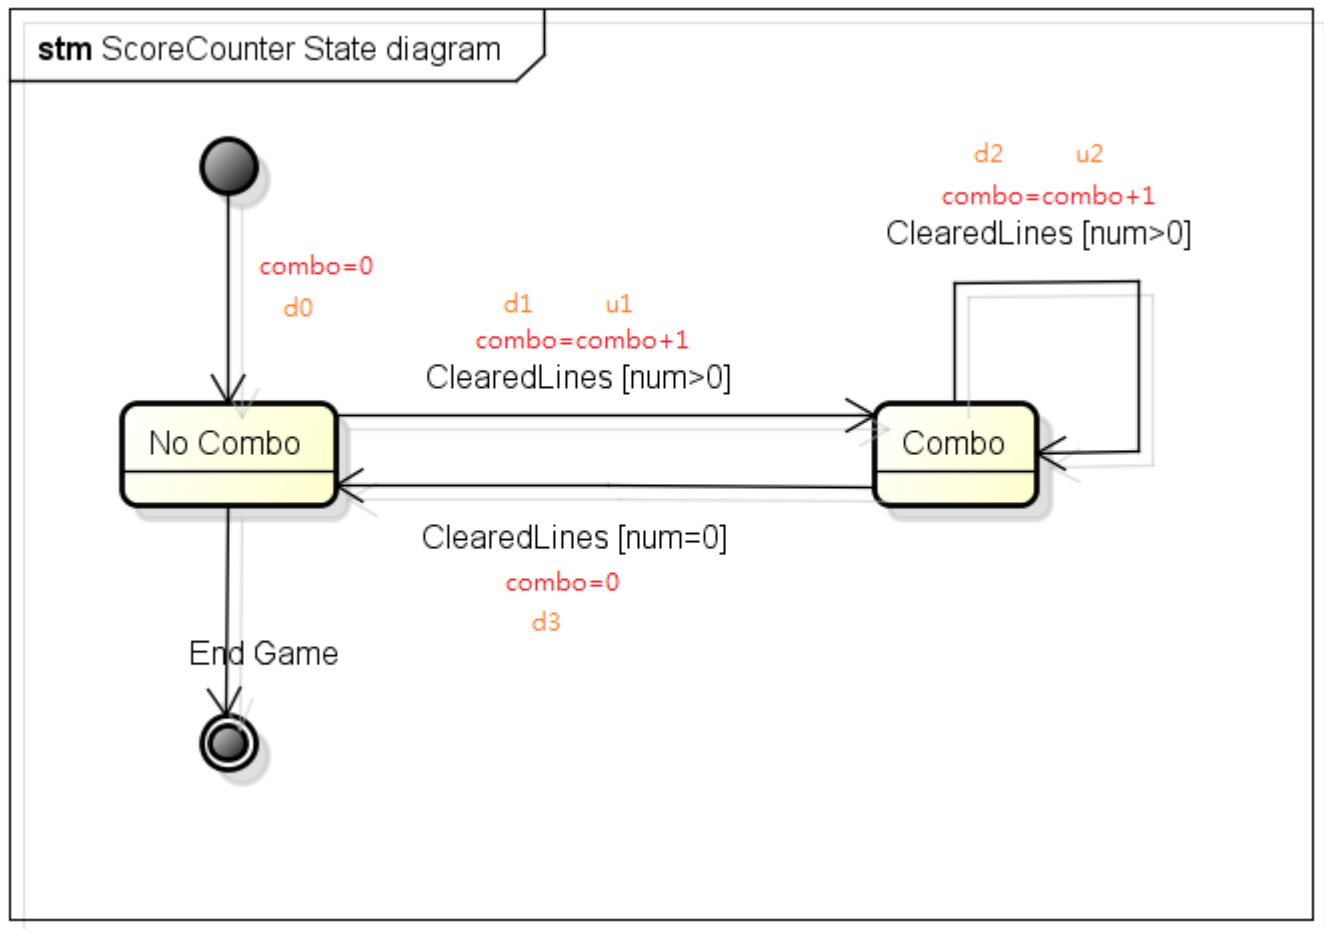 stm ScoreCounter State diagram
d2 u2
combo=combo+1
ClearedLines [num>0]
combo=0
d0
d1 u1
combo=combo+1
ClearedLines [num>0]
No Combo
Combo
ClearedLines [num=0]
combo=0
d3
End Game